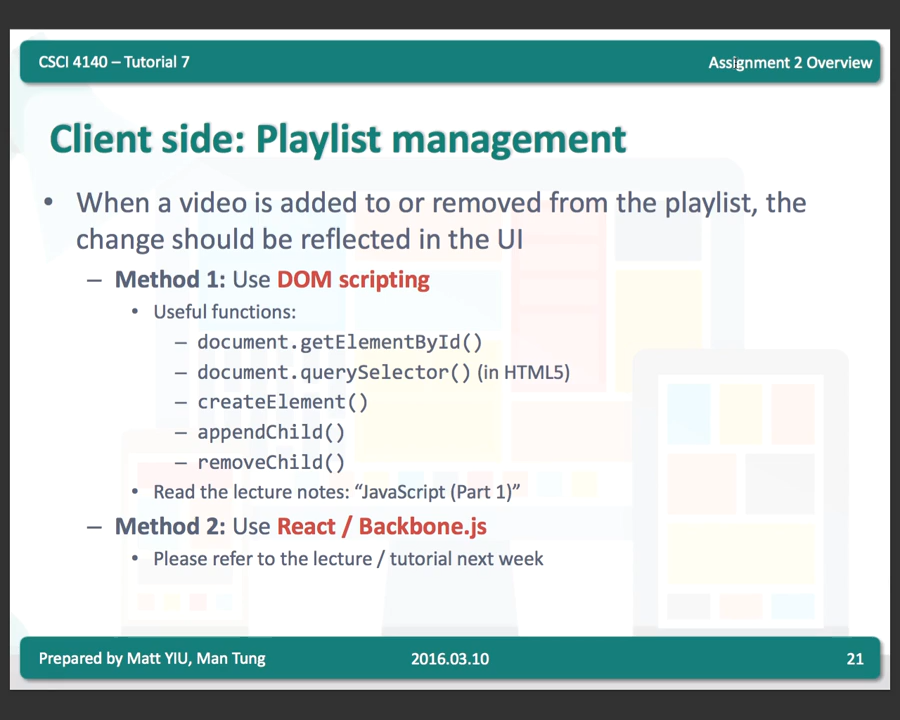 CSCI 4140 – Tutorial 7
Assignment 2 Overview
Client side: Playlist management
• When a video is added to or removed from the playlist, the
change should be reflected in the UI
– Method 1: Use DOM scripting
• Useful functions:
– document.getElementById()
– document.querySelector() (in HTML5)
– createElement()
– appendChild()
– removeChild()
• Read the lecture notes: “JavaScript (Part 1)”
– Method 2: Use React / Backbone.js
• Please refer to the lecture / tutorial next week
Prepared by Matt YIU, Man Tung
2016.03.10
21